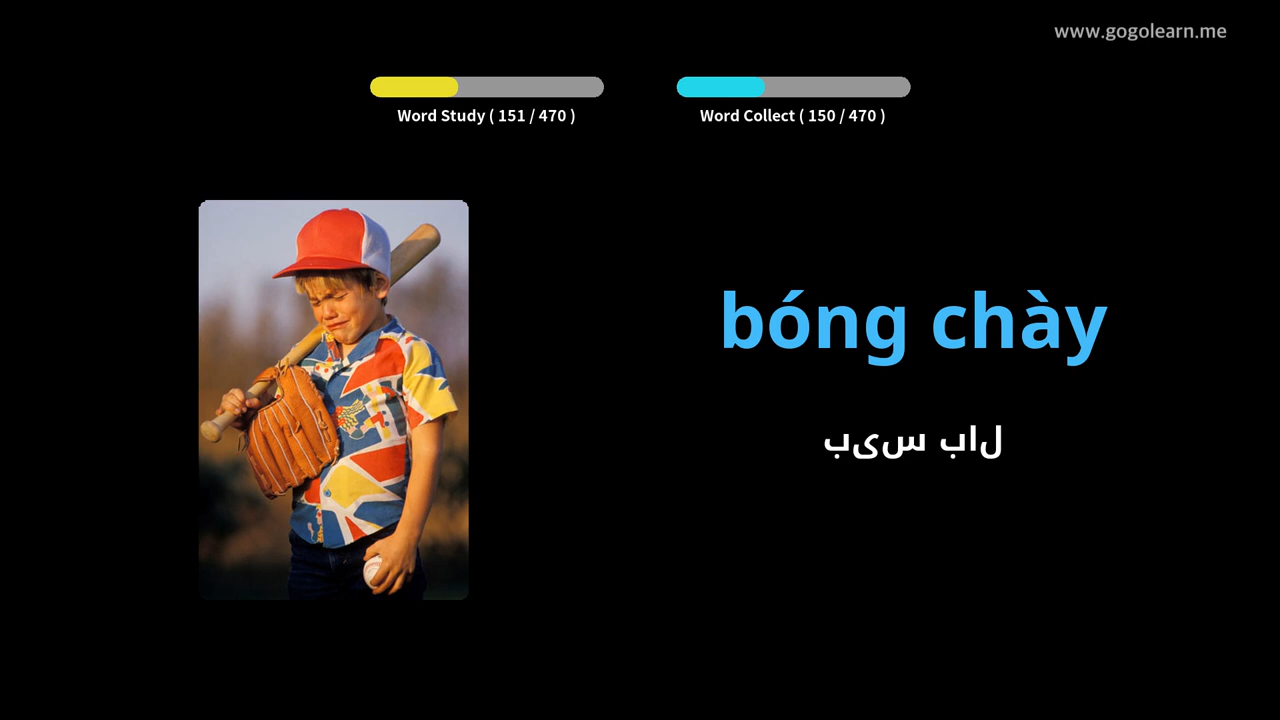 www.gogolearn.me
Word Study ( 151 / 470 )
Word Collect ( 150 / 470 )
bóng chày
بیس بال